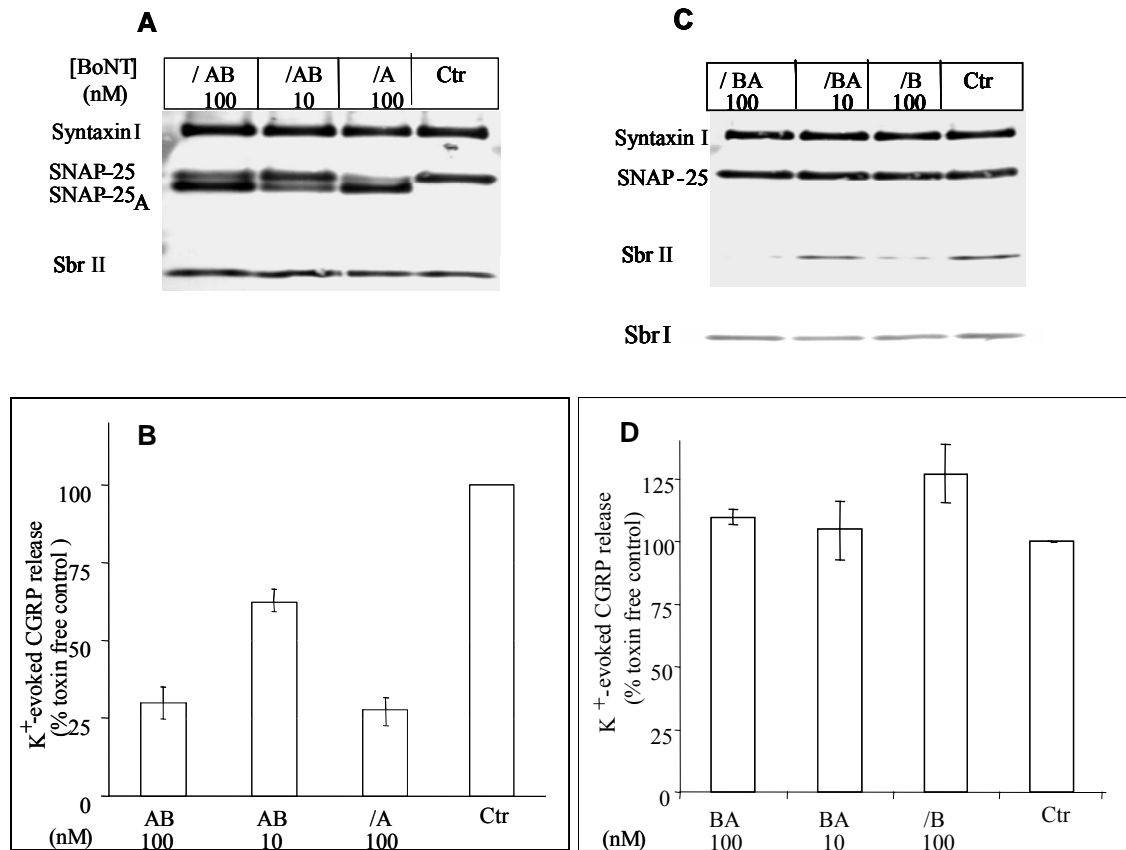 A
[BoNT]
(nM)
/ AB /AB /A Ctr
100 10 100
Syntaxin I
SNAP–25
SNAP–25A
Sbr II
C
/ BA /BA / B Ctr
100 10 100
Syntaxin I
SNAP -25
Sbr II
Sbr I
B
K+-evoked CGRP release
(% toxin free control )
100
75
50
25
0
AB AB /A Ctr
(nM) 100 10 100
D
K +-evoked CGRP release
(% toxin free control)
125
100
75
50
25
0
BA BA /B Ctr
(nM) 100 10 100